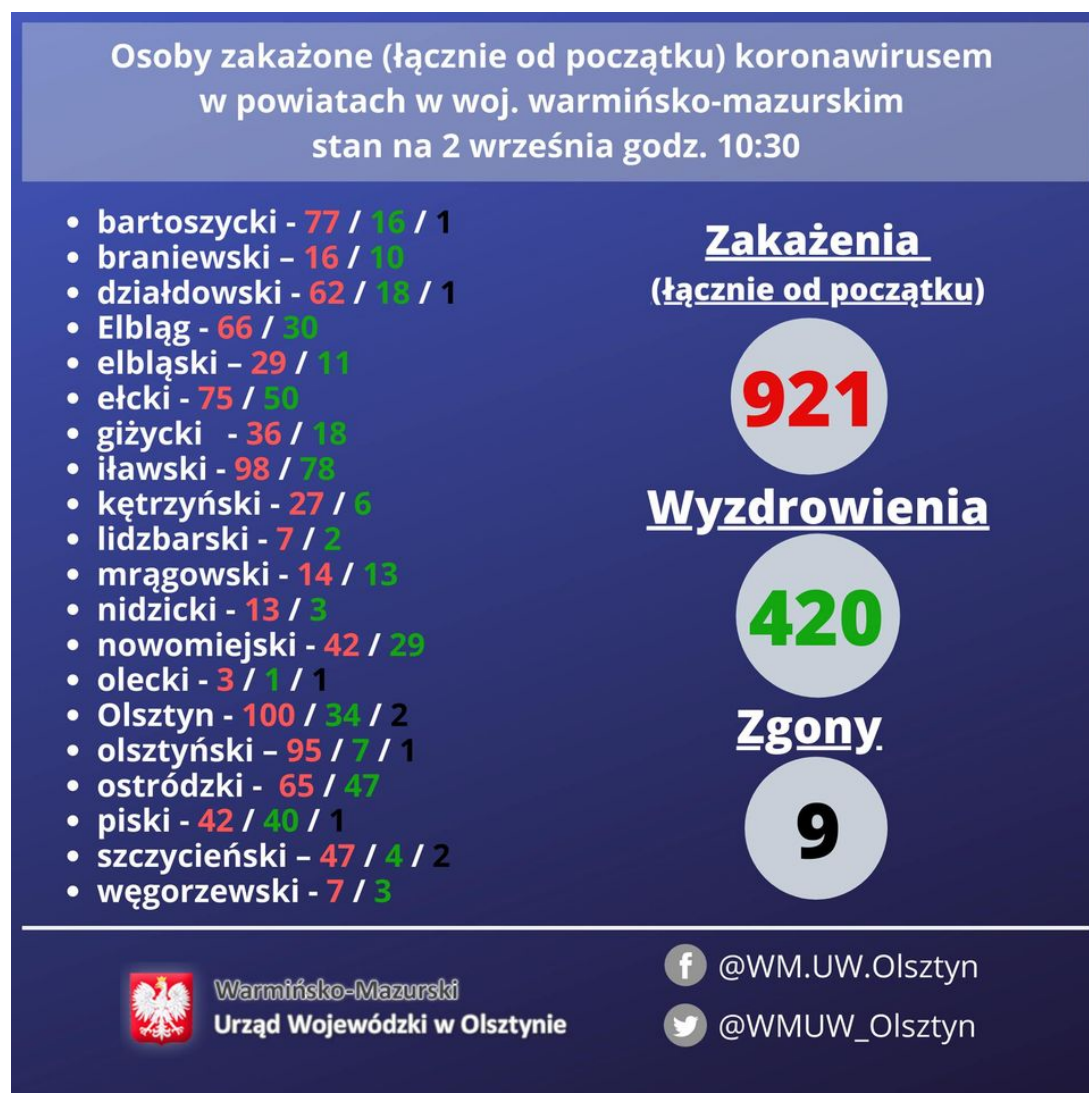 Osoby zakażone (łącznie od początku) koronawirusem
w powiatach w woj. warmińsko-mazurskim
stan na 2 września godz. 10:30
• bartoszycki - 77 / 16 / 1
• braniewski – 16 / 10
• działdowski - 62 / 18 / 1
• Elbląg - 66 / 30
• elbląski – 29 / 11
• ełcki - 75 / 50
• giżycki - 36 / 18
• iławski - 98 / 78
• kętrzyński - 27 / 6
• lidzbarski - 7 / 2
• mrągowski - 14 / 13
• nidzicki - 13 / 3
• nowomiejski - 42 / 29
• olecki - 3 / 1 / 1
• Olsztyn - 100 / 34 / 2
• olsztyński – 95 / 7 / 1
• ostródzki - 65 / 47
• piski - 42 / 40 / 1
• szczycieński – 47 / 4 / 2
• węgorzewski - 7 / 3
Zakażenia
(łącznie od początku)
921
Wyzdrowienia
420
Zgony
9
Warmińsko-Mazurski
Urząd Wojewódzki w Olsztynie
@WM.UW.Olsztyn
@WMUW_Olsztyn